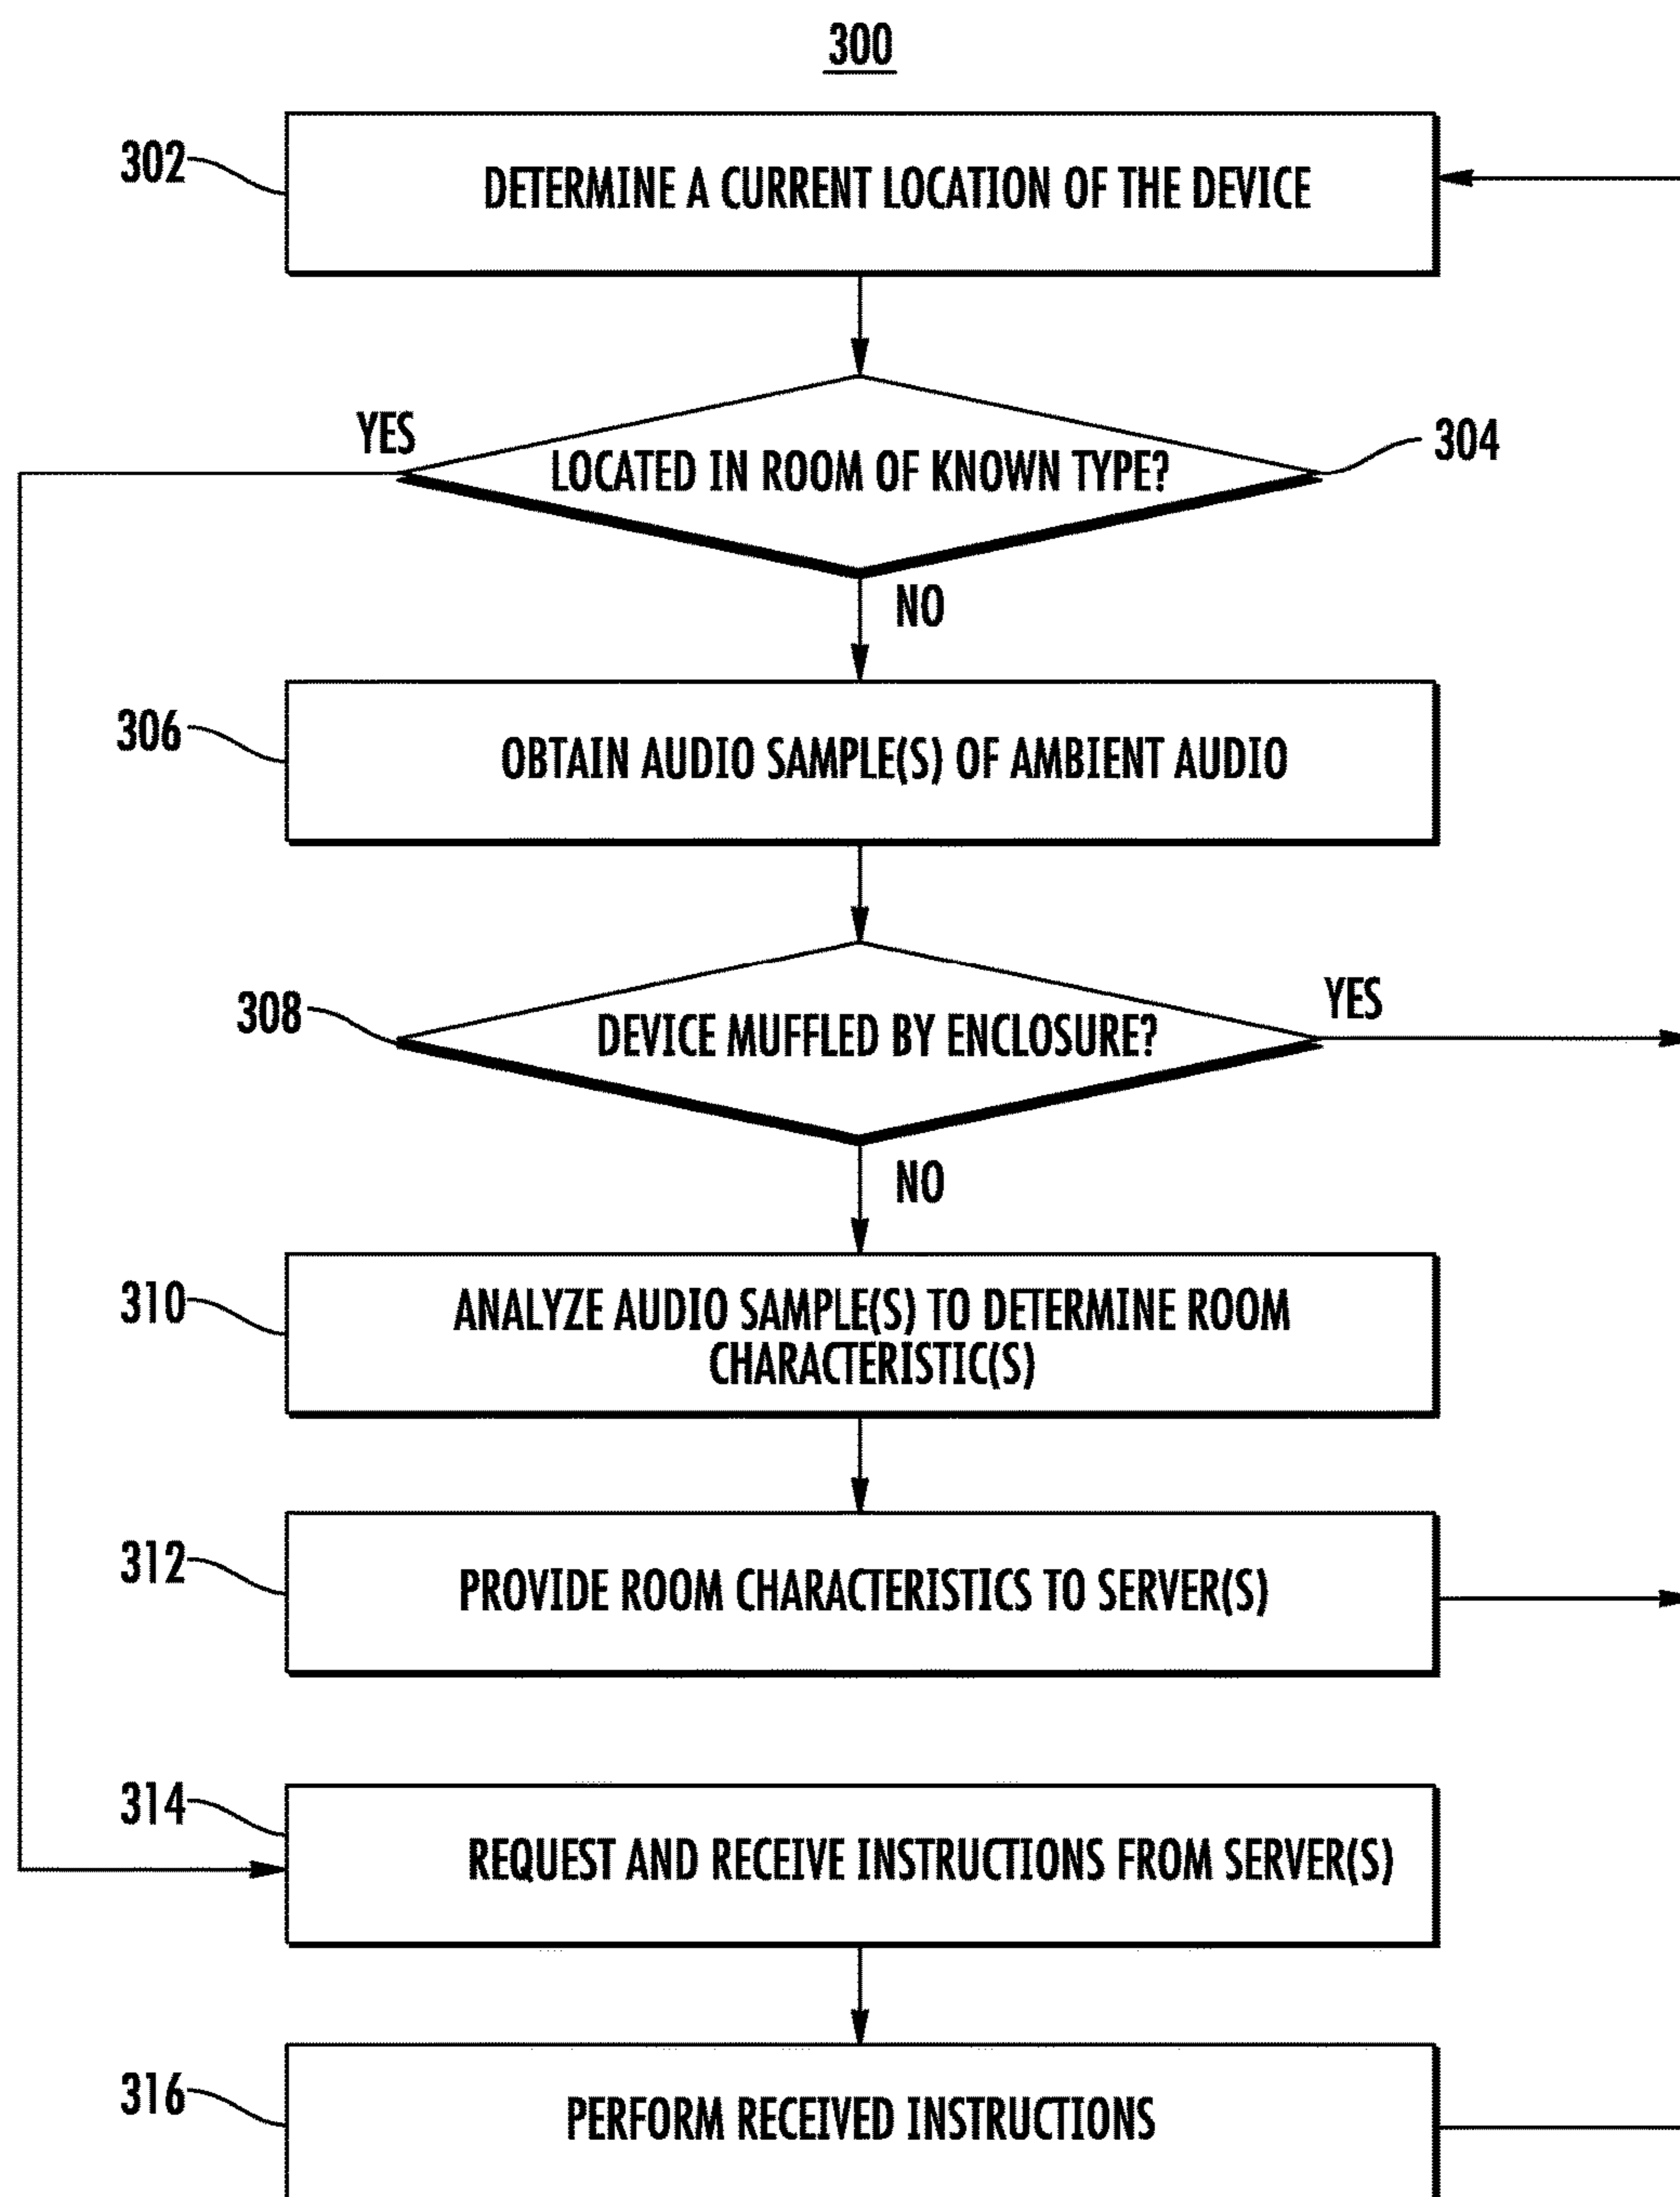 300
302
DETERMINE A CURRENT LOCATION OF THE DEVICE
YES
LOCATED IN ROOM OF KNOWN TYPE?
304
NO
306
OBTAIN AUDIO SAMPLE(S) OF AMBIENT AUDIO
308
DEVICE MUFFLED BY ENCLOSURE?
YES
NO
310
ANALYZE AUDIO SAMPLE(S) TO DETERMINE ROOM
CHARACTERISTIC(S)
312
PROVIDE ROOM CHARACTERISTICS TO SERVER(S)
314
REQUEST AND RECEIVE INSTRUCTIONS FROM SERVER(S)
316
PERFORM RECEIVED INSTRUCTIONS